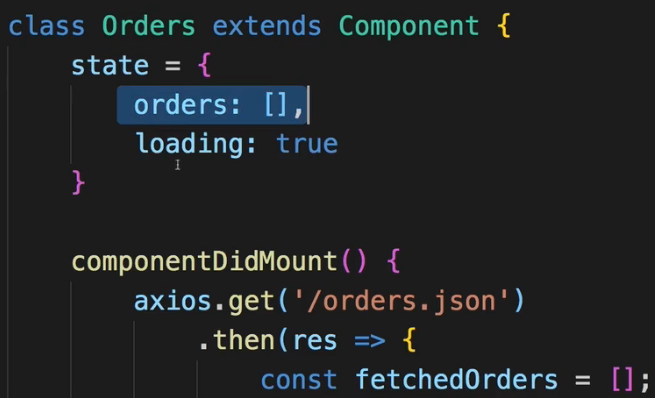 class Orders extends Component {
state = {
orders: [],
loading: true
}
componentDidMount() {
axios.get('/orders.json')
.then(res => {
const fetchedOrders = [];